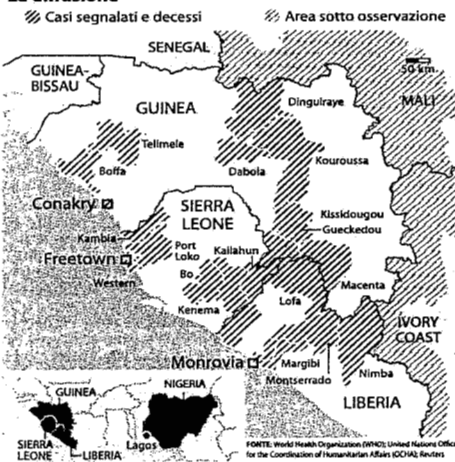 Casi segnalati e decessi
Area sotto osservazione
SENEGAL
50 km
GUINEA-
BISSAU
MALI
GUINEA
Dinguiraye
Telimele
Kouroussa
Boffa
Dabola
Conakry
SIERRA
LEONE
Kissidougou
Gueckedou
Kambia
Port
Loko
Kailahun
Freetown
Bo
Western
Macenta
Lofa
Kenema
IVORY
COAST
Monrovia
Margibi
Montserrado
Nimba
LIBERIA
GUINEA
NIGERIA
SIERRA
LEONE
LIBERIA
Lagos
FONTE: World Health Organization (WHO); United Nations Offic
for the Coordination of Humanitarian Affairs (OCHA); Reuters